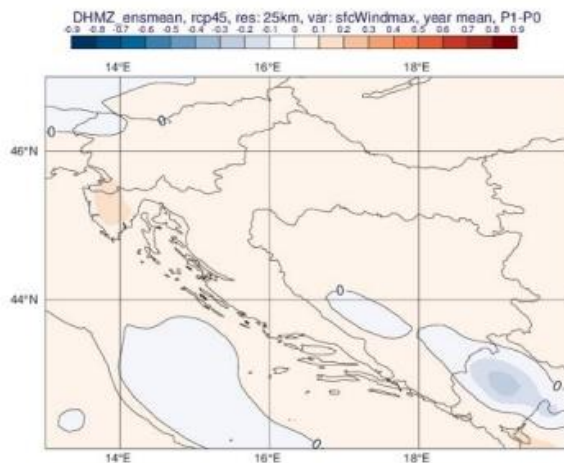 DHMZ_ensmean, rcp45, res: 25km, var: sfcWindmax, year mean, P1-P0
-0.9 -0.8 -0.7 -0.6 -0.5 -0.4 -0.3 -0.2 -0.1 0 0.1 0.2 0.3 0.4 0.5 0.6 0.7 0.8 0.9
14°E 16°E 18°E
0
0
0
46°N
0
44°N
0
0
14°E 16°E 18°E